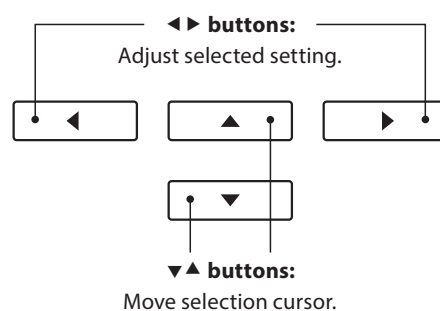 ◀▶ buttons:
Adjust selected setting.
▼▲ buttons:
Move selection cursor.